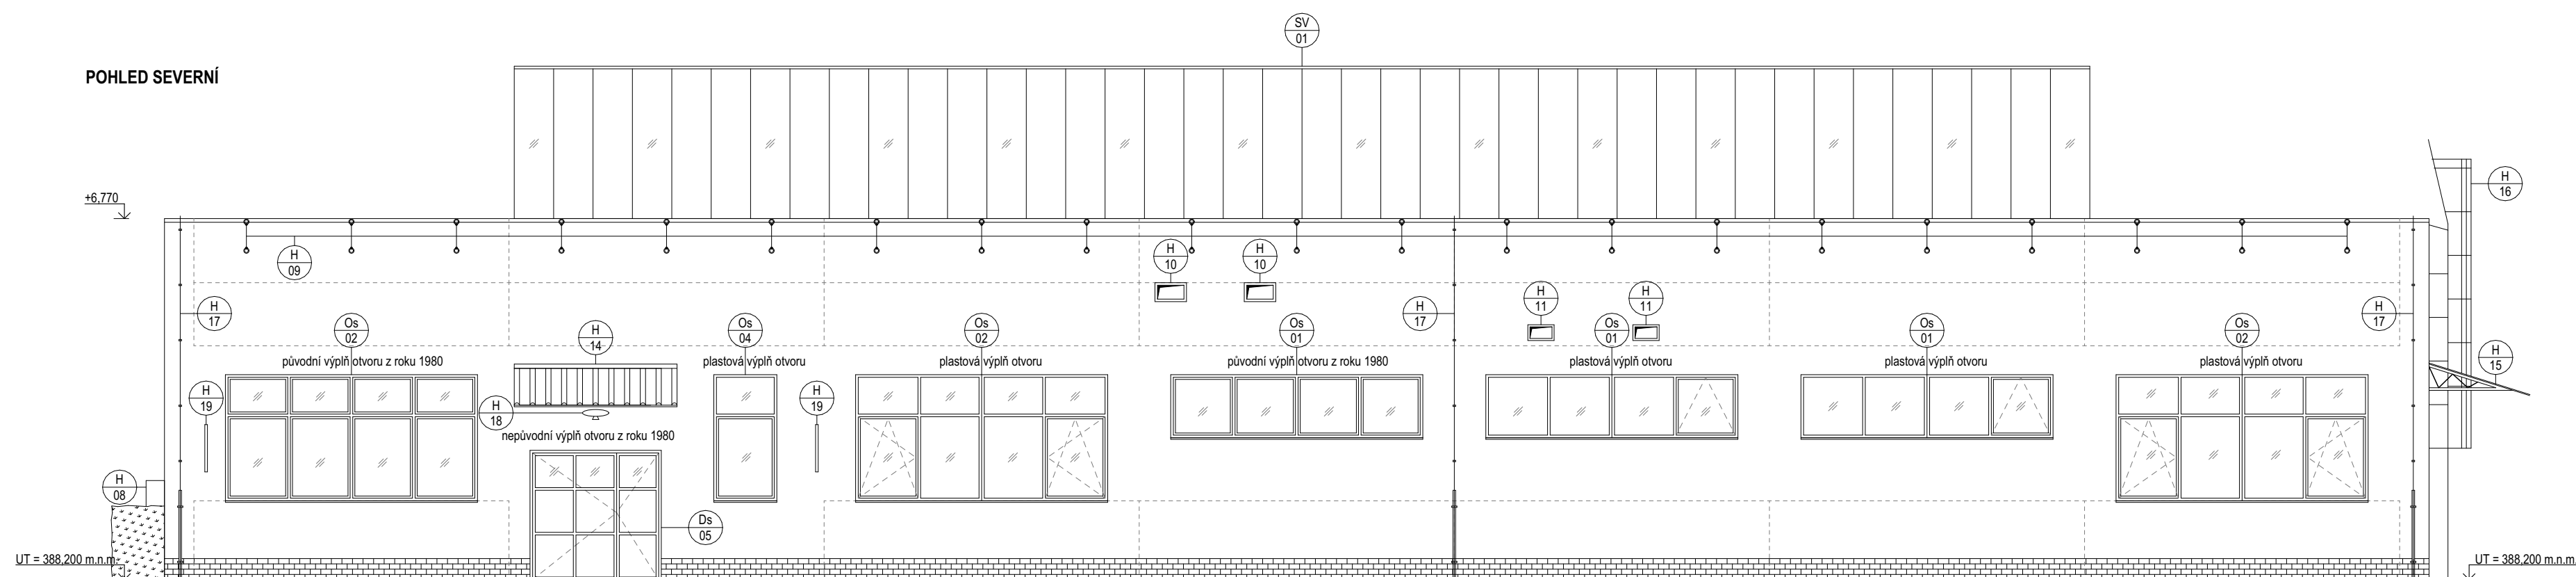 SV
01
POHLED SEVERNÍ
H
16
+6,770
H
09
H
10
H
10
H
11
H
11
H
17
H
17
H
17
Os
02
H
14
Os
04
Os
02
Os
01
Os
01
Os
01
Os
02
H
15
původní výplň otvoru z roku 1980
plastová výplň otvoru
plastová výplň otvoru
původní výplň otvoru z roku 1980
plastová výplň otvoru
plastová výplň otvoru
plastová výplň otvoru
H
19
H
18
H
19
nepůvodní výplň otvoru z roku 1980
H
08
Ds
05
UT = 388,200 m.n.m.
UT = 388,200 m.n.m.